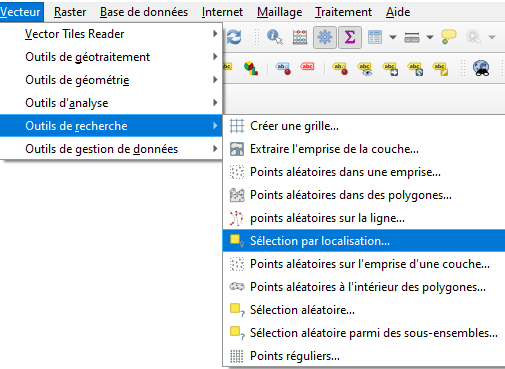 Vecteur Raster Base de données Internet Maillage Traitement Aide
Vector Tiles Reader
Outils de géotraitement
Outils de géométrie
Outils d'analyse
Outils de recherche
Outils de gestion de données
Créer une grille...
Extraire l'emprise de la couche...
Points aléatoires dans une emprise...
Points aléatoires dans des polygones...
points aléatoires sur la ligne...
Sélection par localisation...
Points aléatoires sur l'emprise d'une couche...
Points aléatoires à l'intérieur des polygones...
Sélection aléatoire...
Sélection aléatoire parmi des sous-ensembles...
Points réguliers...